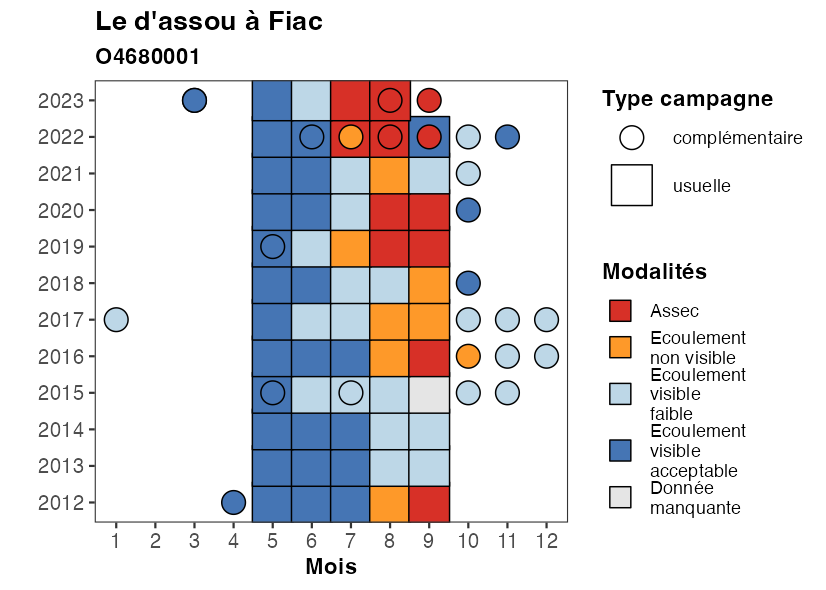 Le d'assou à Fiac
O4680001
2023
2022
2021
2020
2019
2018
2017
2016
2015
2014
2013
2012
1 2 3 4 5 6 7 8 9 10 11 12
Mois
Type campagne
complémentaire
usuelle
Modalités
Assec
Ecoulement
non visible
Ecoulement
visible
faible
Ecoulement
visible
acceptable
Donnée
manquante